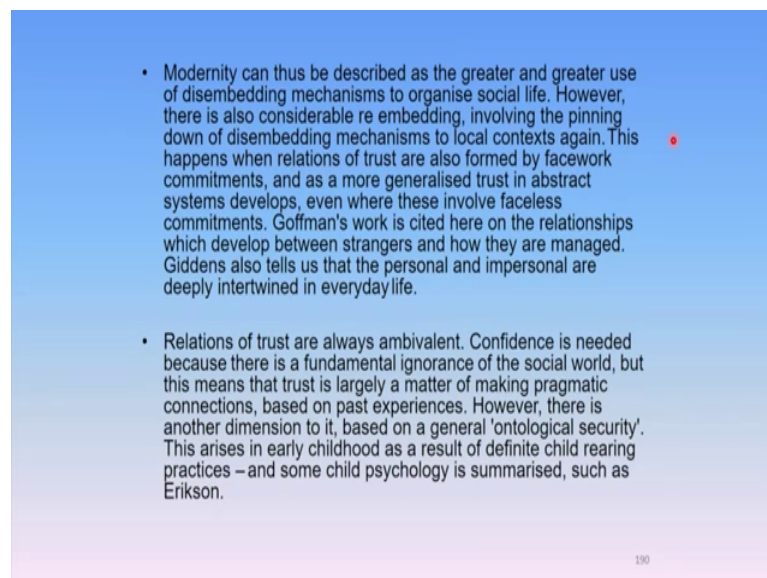 • Modernity can thus be described as the greater and greater use
of disembedding mechanisms to organise social life. However,
there is also considerable re embedding, involving the pinning
down of disembedding mechanisms to local contexts again. This
happens when relations of trust are also formed by facework
commitments, and as a more generalised trust in abstract
systems develops, even where these involve faceless
commitments. Goffman's work is cited here on the relationships
which develop between strangers and how they are managed.
Giddens also tells us that the personal and impersonal are
deeply intertwined in everyday life.
• Relations of trust are always ambivalent. Confidence is needed
because there is a fundamental ignorance of the social world, but
this means that trust is largely a matter of making pragmatic
connections, based on past experiences. However, there is
another dimension to it, based on a general 'ontological security'.
This arises in early childhood as a result of definite child rearing
practices – and some child psychology is summarised, such as
Erikson.
190